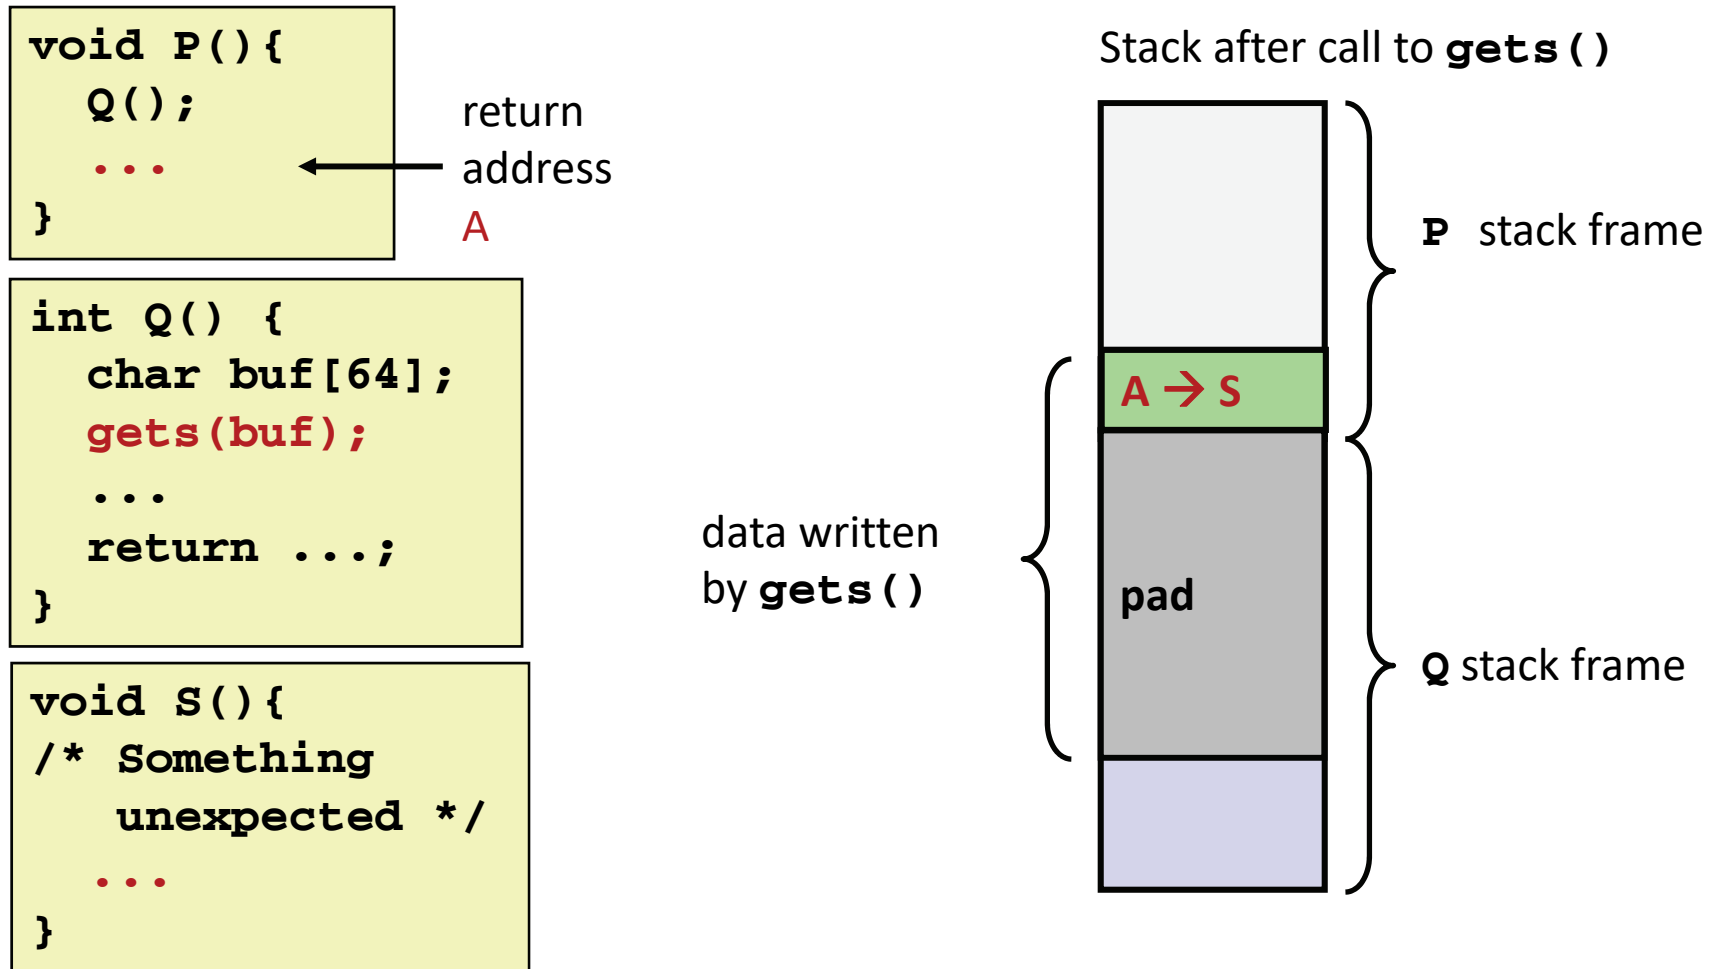 void P(){
Q();
...
}
return
address
A
int Q() {
char buf[64];
gets(buf);
...
return ...;
}
void S(){
/* Something
unexpected */
...
}
Stack after call to gets()
A → S
pad
data written
by gets()
P stack frame
Q stack frame